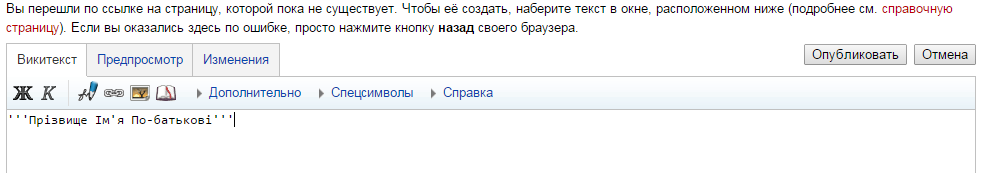 Вы перешли по ссылке на страницу, которой пока не существует. Чтобы её создать, наберите текст в окне, расположенном ниже (подробнее см. справочную
страницу). Если вы оказались здесь по ошибке, просто нажмите кнопку назад своего браузера.
Викитекст Предпросмотр Изменения Опубликовать Отмена
Ж К Дополнительно Спецсимволы Справка
'''Прізвище Ім'я По-батькові'''